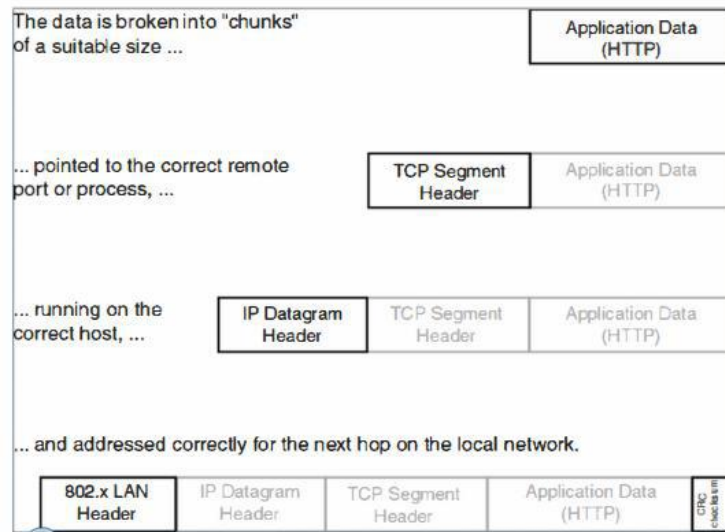 The data is broken into "chunks"
of a suitable size ...
Application Data
(HTTP)
... pointed to the correct remote
port or process, ...
TCP Segment
Header
Application Data
(HTTP)
... running on the
correct host, ...
IP Datagram
Header
TCP Segment
Header
Application Data
(HTTP)
... and addressed correctly for the next hop on the local network.
802.x LAN
Header
IP Datagram
Header
TCP Segment
Header
Application Data
(HTTP)
CRC